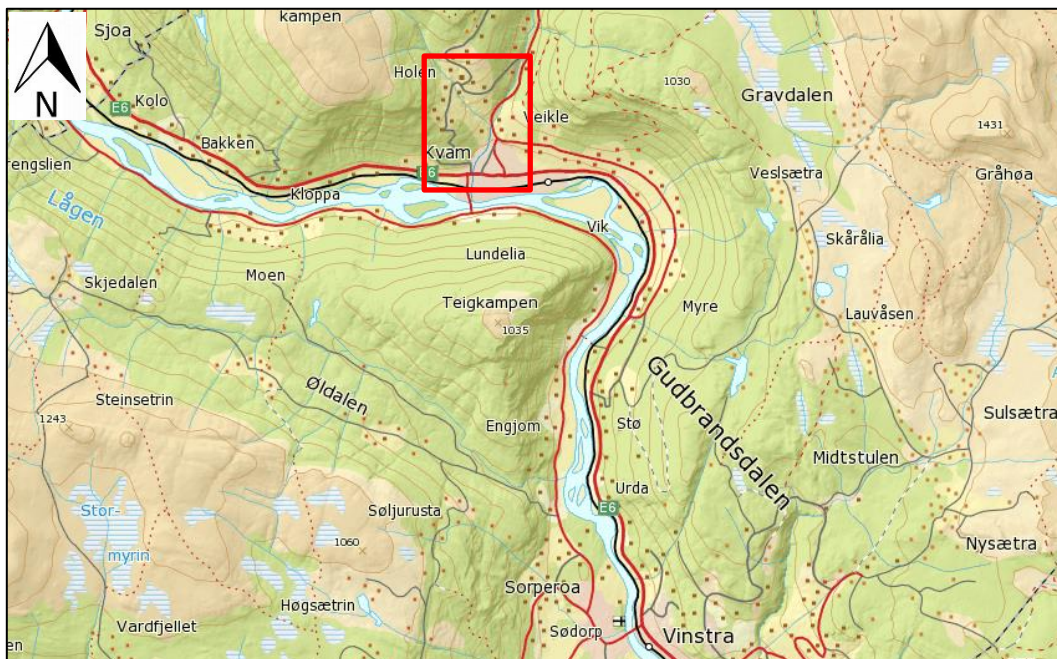 Sjoa
kampen
Holen
1030
Gravdalen
E6
Kolo
Veikle
1431
Bakken
Kvam
Gråhøa
Veslsætra
Kloppa
Lågen
Vik
Skårålia
Lundelia
Moen
Skjedalen
Teigkampen
Myre
Lauvåsen
1035
Øldalen
Gudbrandsdalen
Steinsetrin
1243
Engjom
Stø
Sulsætra
Midtstulen
Urda
Stor-
Søljurusta
E6
myrin
1060
Nysætra
Sorperoa
Høgsætrin
Vardfjellet
Sødorp
Vinstra
N